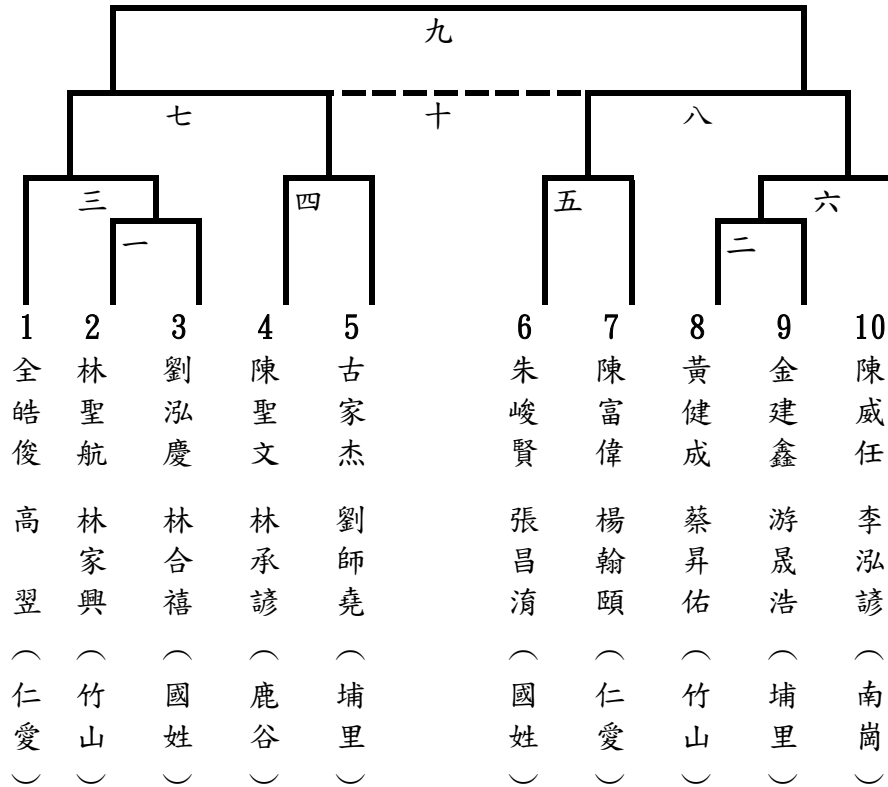 九
七 十 八
三 四 五 六
一 二
1 2 3 4 5 6 7 8 9 10
全皓俊 高翌（仁愛）
林聖航 林家興（竹山）
劉泓慶 林合禧（國姓）
陳聖文 林承諺（鹿谷）
古家杰 劉師堯（埔里）
朱峻賢 張昌淯（國姓）
陳富偉 楊翰頤（仁愛）
黃健成 蔡昇佑（竹山）
金建鑫 游晟浩（埔里）
陳威任 李泓諺（南崗）